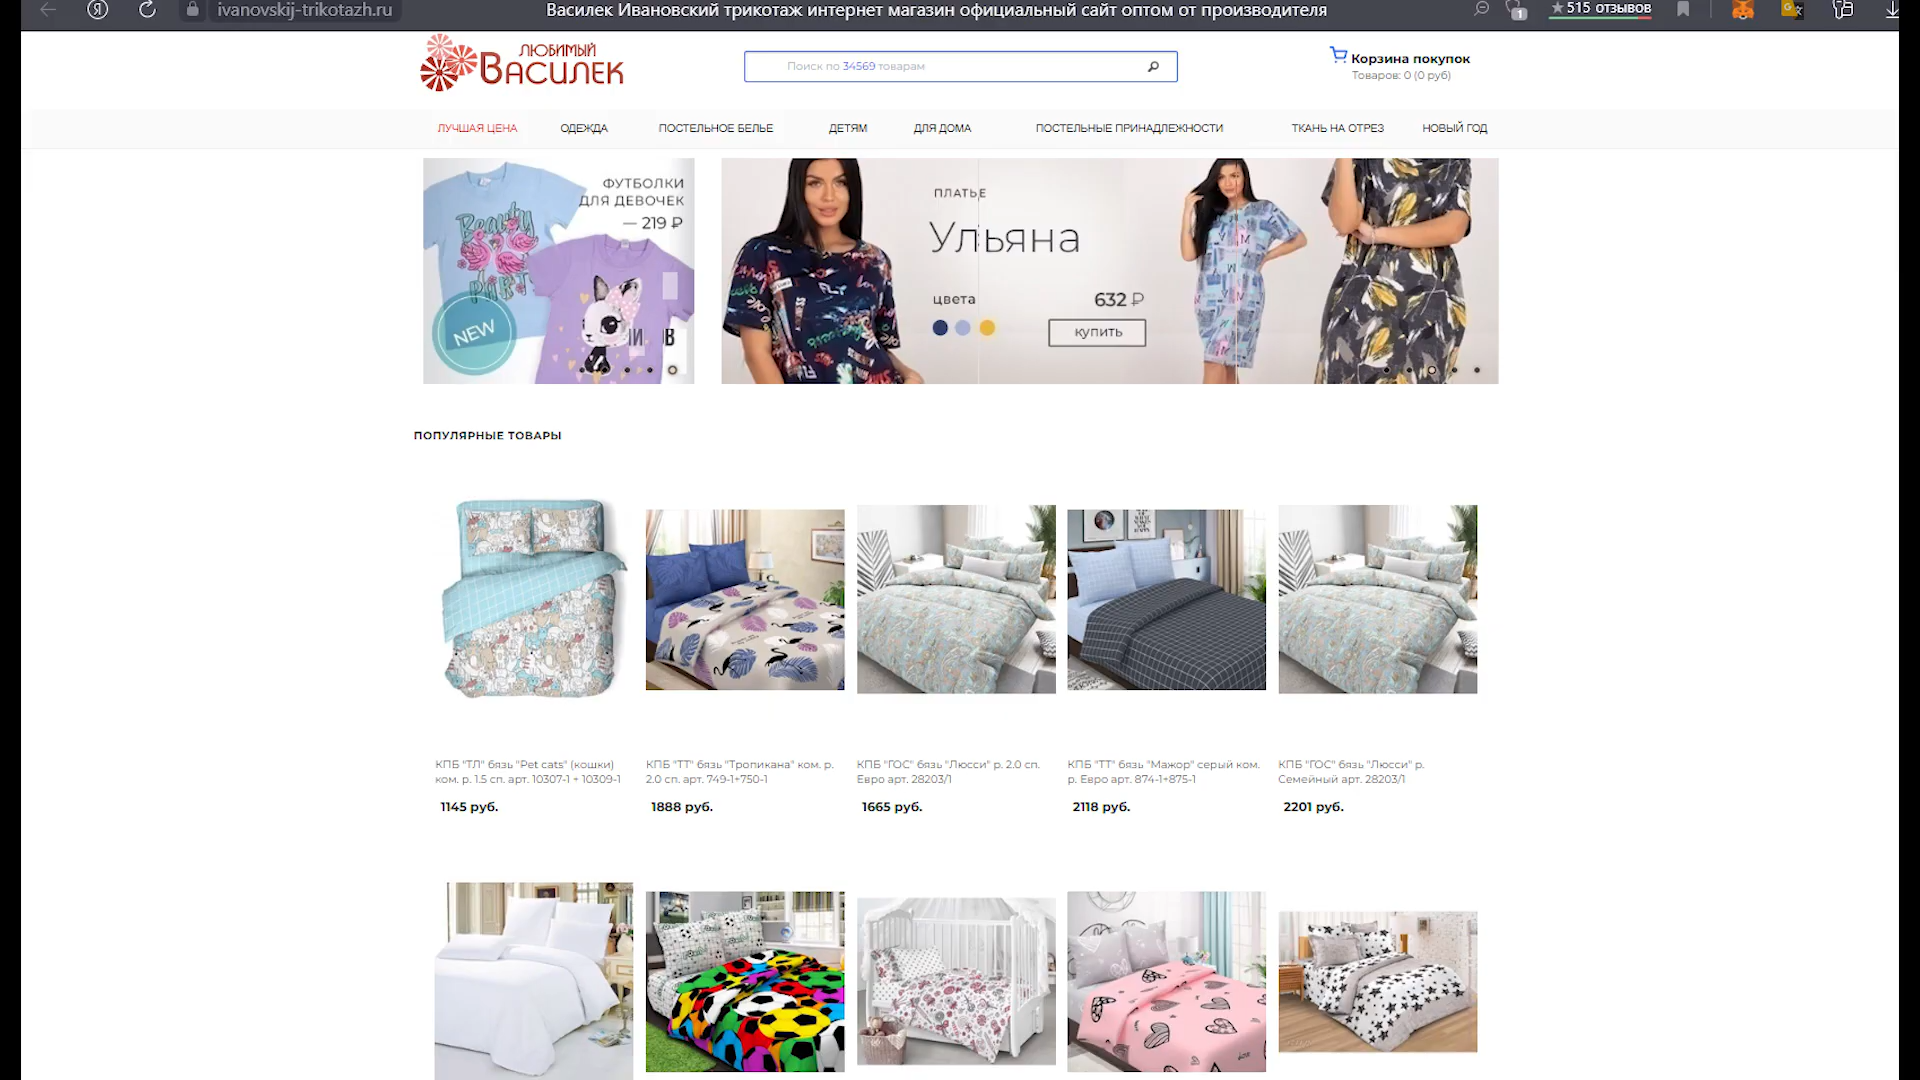 ivanovskij-trikotazh.ru
Василек Ивановский трикотаж интернет магазин официальный сайт оптом от производителя
1
★515 отзывов
ЛЮБИМЫЙ
ВАСИЛЕК
Поиск по 34569 товарам
Корзина покупок
Товаров: 0 (0 руб)
ЛУЧШАЯ ЦЕНА
ОДЕЖДА
ПОСТЕЛЬНОЕ БЕЛЬЕ
ДЕТЯМ
ДЛЯ ДОМА
ПОСТЕЛЬНЫЕ ПРИНАДЛЕЖНОСТИ
ТКАНЬ НА ОТРЕЗ
НОВЫЙ ГОД
ФУТБОЛКИ
ДЛЯ ДЕВОЧЕК
— 219 ₽
Beauty
PARTY
NEW
ПЛАТЬЕ
Ульяна
цвета
632 ₽
купить
ПОПУЛЯРНЫЕ ТОВАРЫ
КПБ "ТЛ" бязь "Pet cats" (кошки)
ком. р. 1.5 сп. арт. 10307-1 + 10309-1
1145 руб.
КПБ "ТТ" бязь "Тропикана" ком. р.
2.0 сп. арт. 749-1+750-1
1888 руб.
КПБ "ГОС" бязь "Люсси" р. 2.0 сп.
Евро арт. 28203/1
1665 руб.
КПБ "ТТ" бязь "Мажор" серый ком.
р. Евро арт. 874-1+875-1
2118 руб.
КПБ "ГОС" бязь "Люсси" р.
Семейный арт. 28203/1
2201 руб.